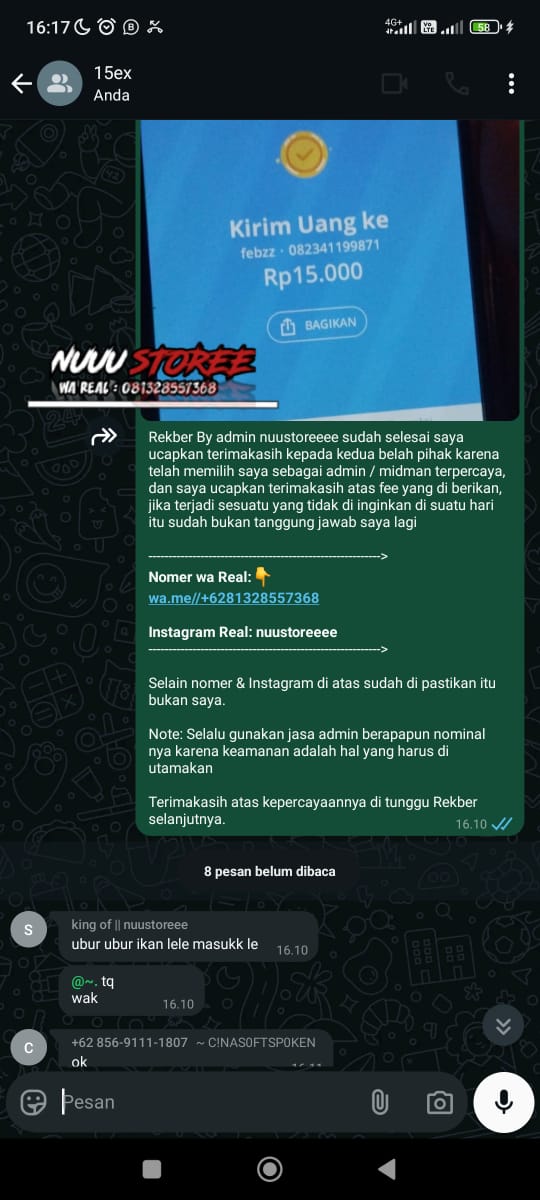 16:17
4G+
Vo
LTE
58
15ex
Anda
Kirim Uang ke
febzz · 082341199871
Rp15.000
BAGIKAN
NUUU STOREE
WA REAL : 081328557368
Rekber By admin nuustoreeee sudah selesai saya
ucapkan terimakasih kepada kedua belah pihak karena
telah memilih saya sebagai admin / midman terpercaya,
dan saya ucapkan terimakasih atas fee yang di berikan,
jika terjadi sesuatu yang tidak di inginkan di suatu hari
itu sudah bukan tanggung jawab saya lagi
---------------------------------------------------------->
Nomer wa Real:👇
wa.me//+6281328557368
Instagram Real: nuustoreeee
---------------------------------------------------------->
Selain nomer & Instagram di atas sudah di pastikan itu
bukan saya.
Note: Selalu gunakan jasa admin berapapun nominal
nya karena keamanan adalah hal yang harus di
utamakan
Terimakasih atas kepercayaannya di tunggu Rekber
selanjutnya.
16.10
8 pesan belum dibaca
S
king of || nuustoreee
ubur ubur ikan lele masukk le
16.10
@~. tq
wak
16.10
C
+62 856-9111-1807 ~ C!NAS0FTSP0KEN
ok
16.11
Pesan